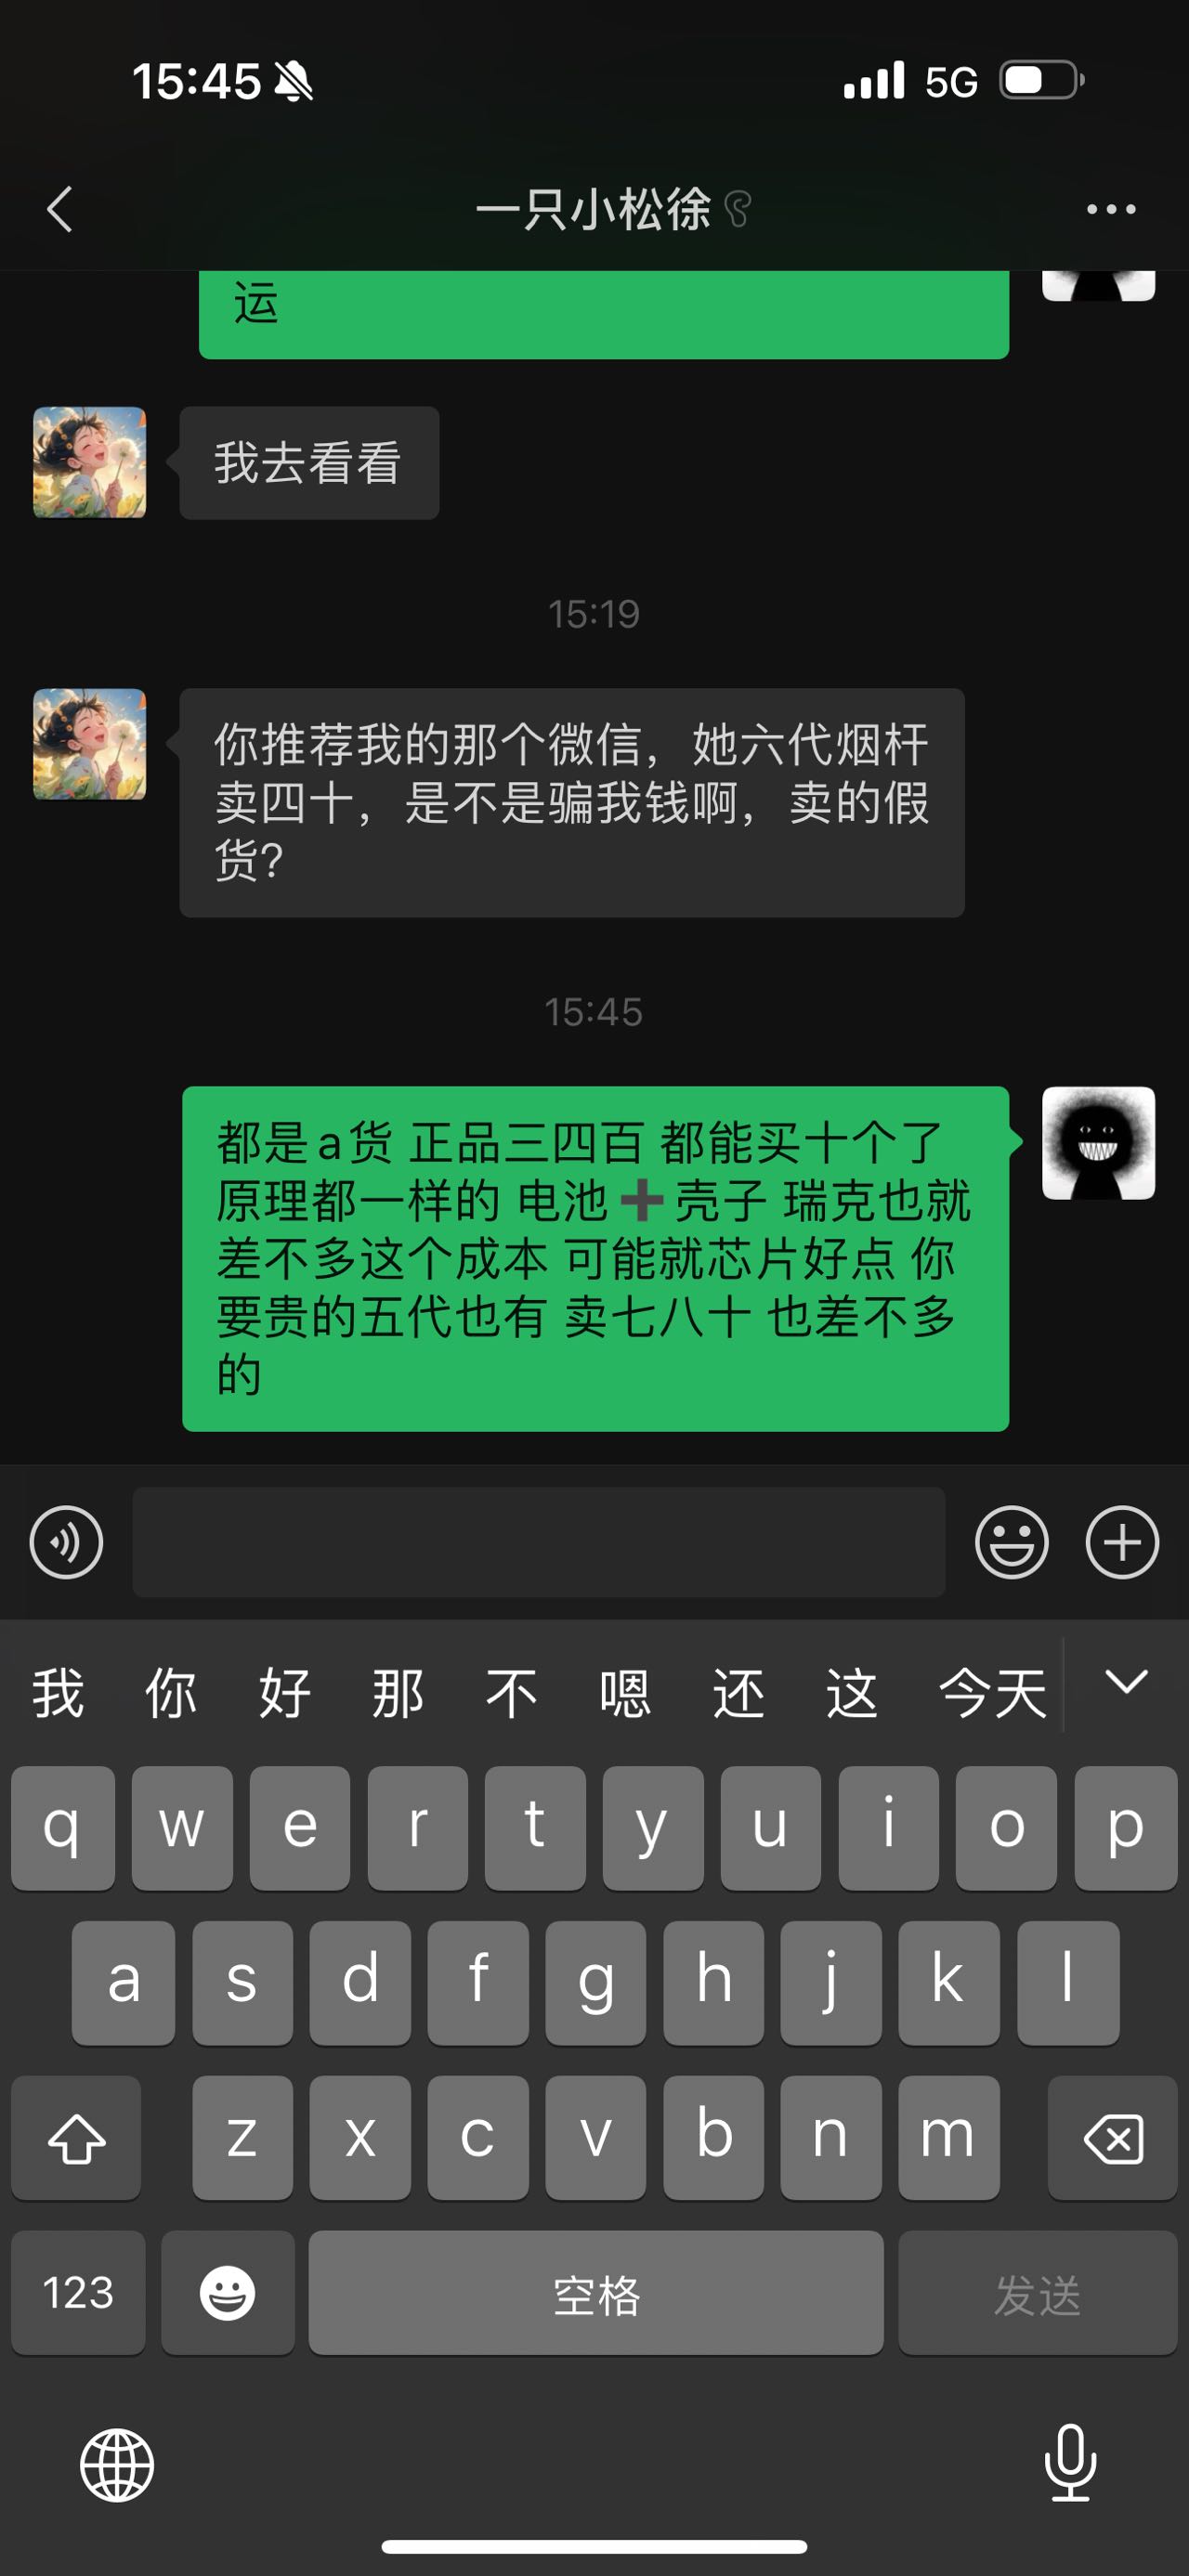 15:45
5G
一只小松徐
运
我去看看
15:19
你推荐我的那个微信，她六代烟杆
卖四十，是不是骗我钱啊，卖的假
货?
15:45
都是a货 正品三四百 都能买十个了
原理都一样的 电池➕壳子 瑞克也就
差不多这个成本 可能就芯片好点 你
要贵的五代也有 卖七八十 也差不多
的
我 你 好 那 不 嗯 还 这 今天
q w e r t y u i o p
a s d f g h j k l
z x c v b n m
123 空格 发送